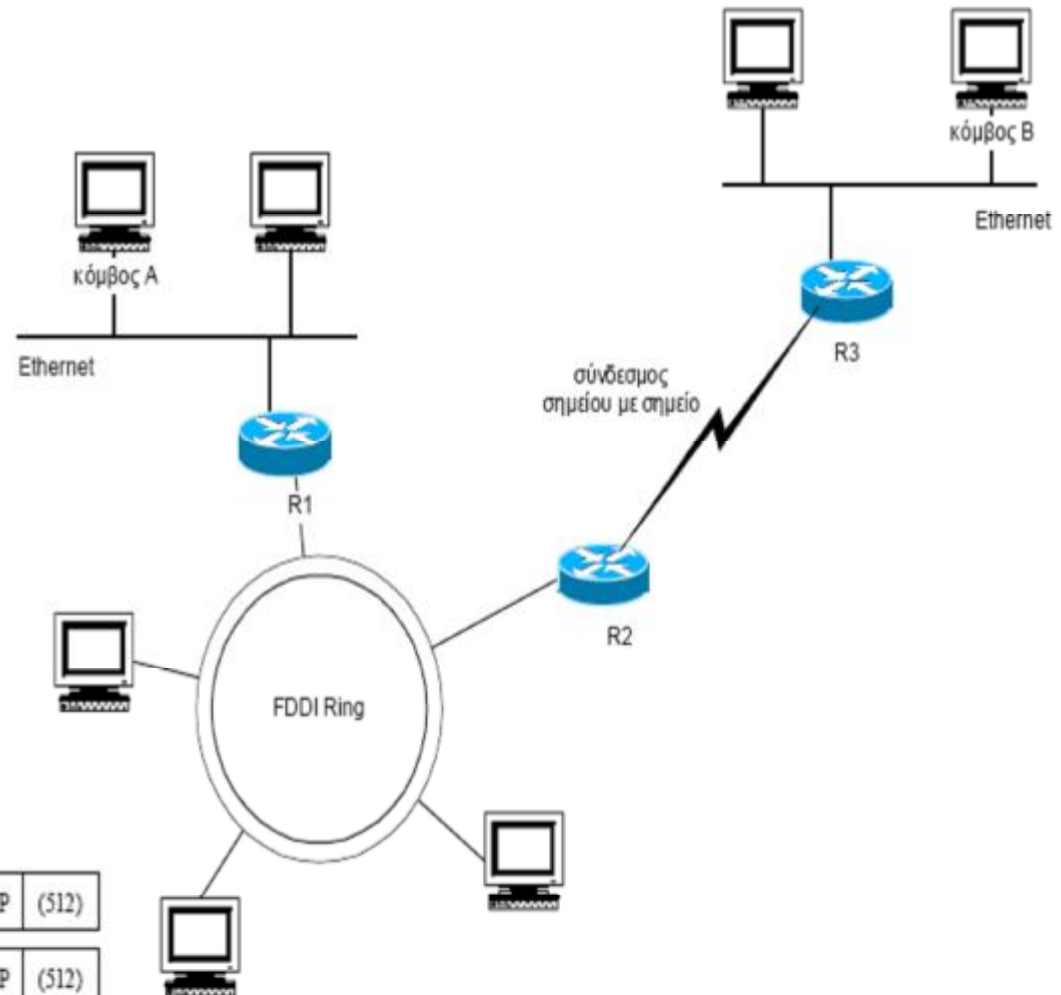 κόμβος B
Ethernet
κόμβος A
Ethernet
R3
σύνδεσμος
σημείου με σημείο
R1
R2
FDDI Ring
P (512)
P (512)